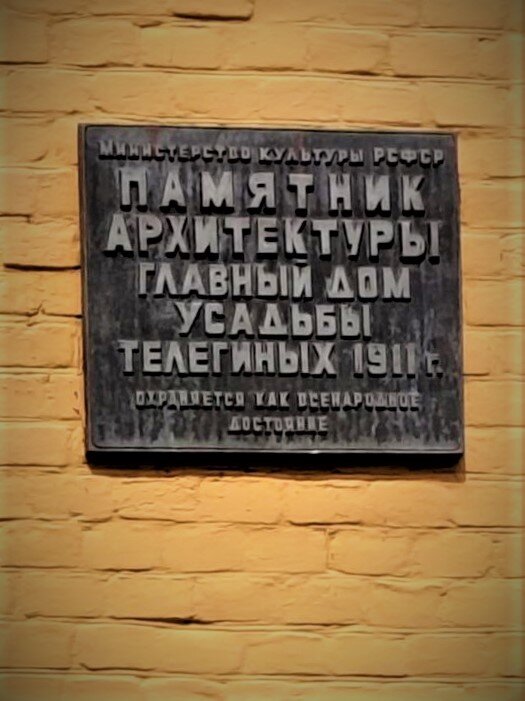 МИНИСТЕРСТВО КУЛЬТУРЫ РСФСР
ПАМЯТНИК
АРХИТЕКТУРЫ
ГЛАВНЫЙ ДОМ
УСАДЬБЫ
ТЕЛЕГИНЫХ 1911 г.
ОХРАНЯЕТСЯ КАК ВСЕНАРОДНОЕ
ДОСТОЯНИЕ